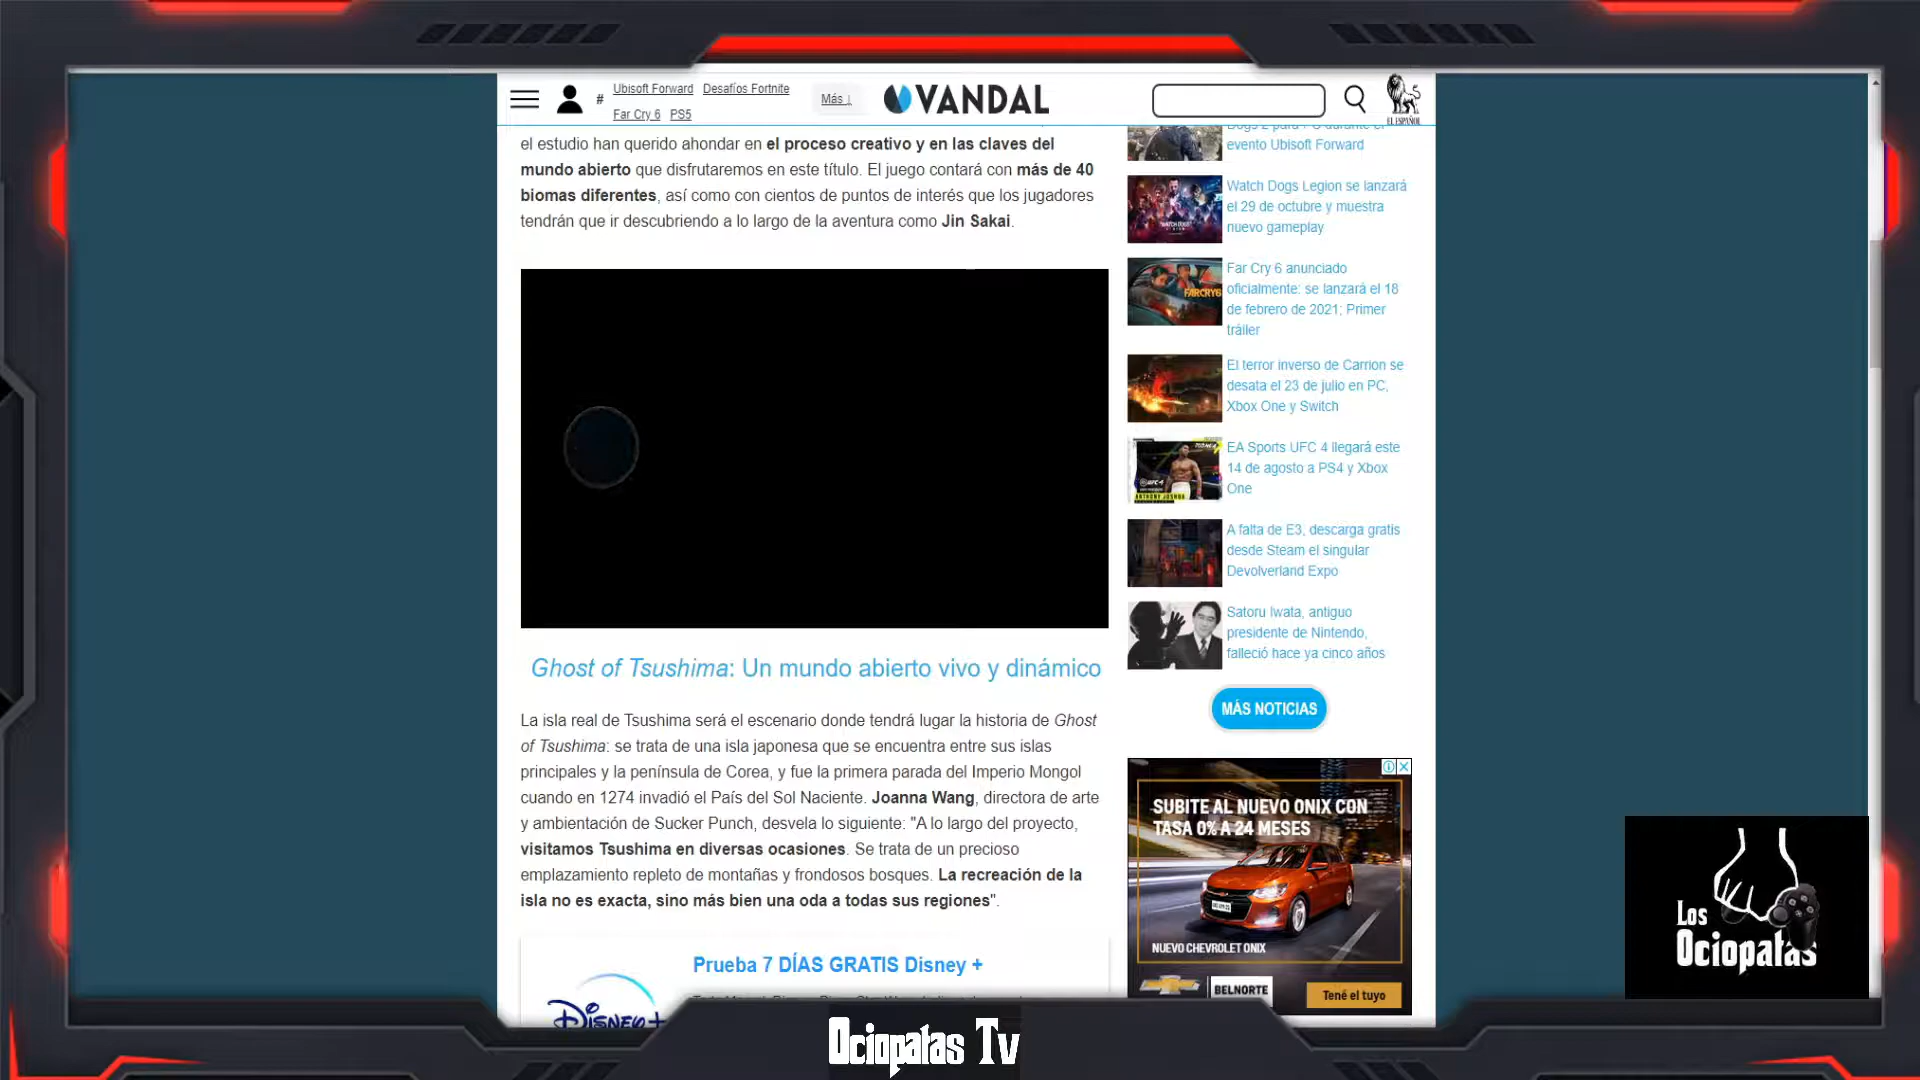 Ubisoft Forward Desafíos Fortnite
#
Far Cry 6 PS5
Más ↓
VANDAL
EL ESPAÑOL
el estudio han querido ahondar en el proceso creativo y en las claves del
mundo abierto que disfrutaremos en este título. El juego contará con más de 40
biomas diferentes, así como con cientos de puntos de interés que los jugadores
tendrán que ir descubriendo a lo largo de la aventura como Jin Sakai.
Ghost of Tsushima: Un mundo abierto vivo y dinámico
La isla real de Tsushima será el escenario donde tendrá lugar la historia de Ghost
of Tsushima: se trata de una isla japonesa que se encuentra entre sus islas
principales y la península de Corea, y fue la primera parada del Imperio Mongol
cuando en 1274 invadió el País del Sol Naciente. Joanna Wang, directora de arte
y ambientación de Sucker Punch, desvela lo siguiente: "A lo largo del proyecto,
visitamos Tsushima en diversas ocasiones. Se trata de un precioso
emplazamiento repleto de montañas y frondosos bosques. La recreación de la
isla no es exacta, sino más bien una oda a todas sus regiones".
Prueba 7 DÍAS GRATIS Disney +
Disney+
evento Ubisoft Forward
Watch Dogs Legion se lanzará
el 29 de octubre y muestra
nuevo gameplay
FARCRY6
Far Cry 6 anunciado
oficialmente: se lanzará el 18
de febrero de 2021; Primer
tráiler
El terror inverso de Carrion se
desata el 23 de julio en PC,
Xbox One y Switch
UFC 4
ANTHONY JOSHUA
EA Sports UFC 4 llegará este
14 de agosto a PS4 y Xbox
One
A falta de E3, descarga gratis
desde Steam el singular
Devolverland Expo
Satoru Iwata, antiguo
presidente de Nintendo,
falleció hace ya cinco años
MÁS NOTICIAS
SUBITE AL NUEVO ONIX CON
TASA 0% A 24 MESES
NUEVO CHEVROLET ONIX
BELNORTE
Tené el tuyo
Los
Ociopatas
Ociopatas Tv